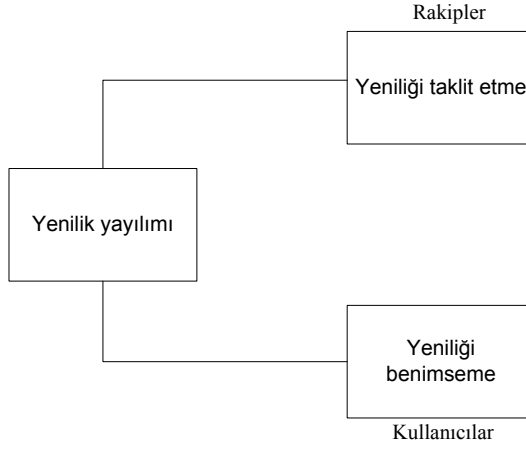 Rakipler
Yeniliği taklit etme
Yenilik yayılımı
Yeniliği
benimseme
Kullanıcılar